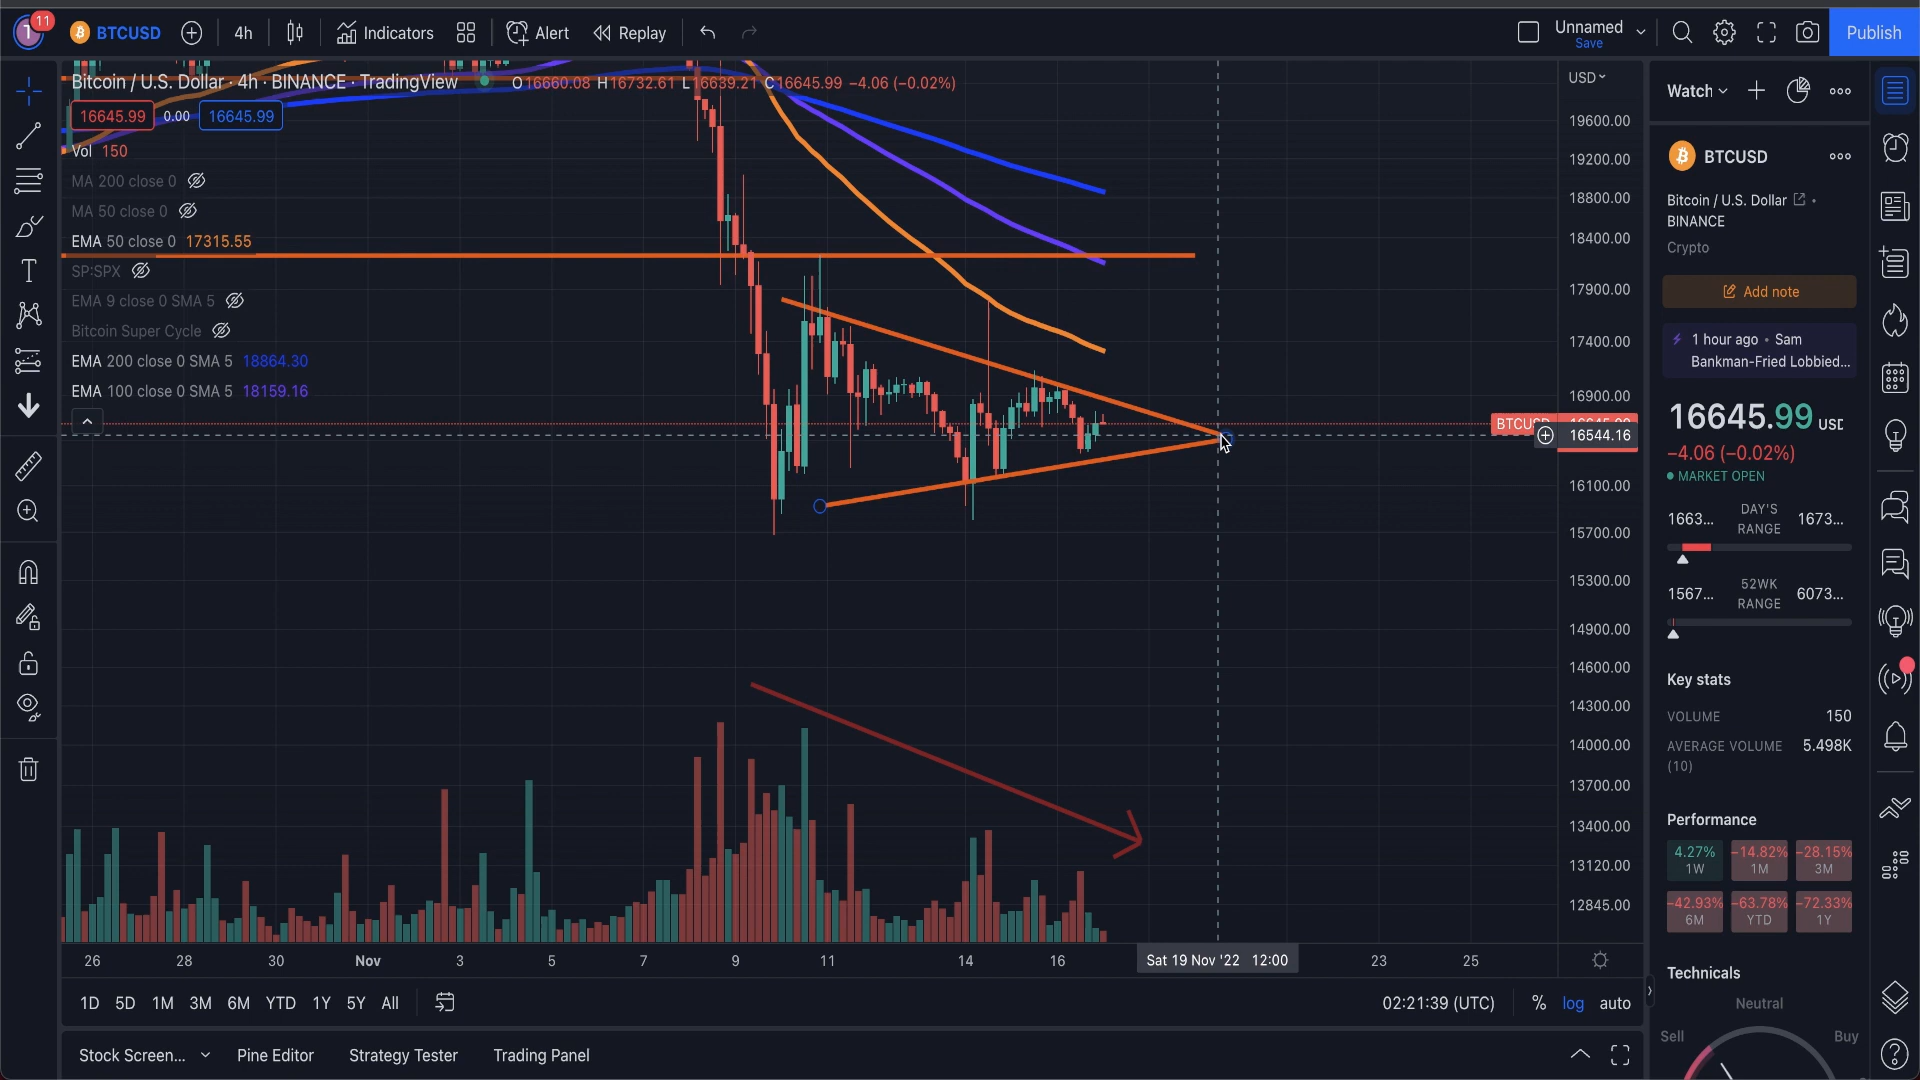 11
T
BTCUSD
4h
Indicators
Alert
Replay
Unnamed
Save
Publish
Bitcoin / U.S. Dollar · 4h · BINANCE · TradingView
O16660.08 H16732.61 L16639.21 C16645.99 −4.06 (−0.02%)
16645.99 0.00 16645.99
Vol 150
MA 200 close 0
MA 50 close 0
EMA 50 close 0 17315.55
SP:SPX
EMA 9 close 0 SMA 5
Bitcoin Super Cycle
EMA 200 close 0 SMA 5 18864.30
EMA 100 close 0 SMA 5 18159.16
USD
19600.00
19200.00
18800.00
18400.00
17900.00
17400.00
16900.00
BTCUSD
16544.16
16100.00
15700.00
15300.00
14900.00
14600.00
14300.00
14000.00
13700.00
13400.00
13120.00
12845.00
26 28 30 Nov 3 5 7 9 11 14 16 Sat 19 Nov '22 12:00 23 25
1D 5D 1M 3M 6M YTD 1Y 5Y All
02:21:39 (UTC) % log auto
Stock Screen... Pine Editor Strategy Tester Trading Panel
Watch
BTCUSD
Bitcoin / U.S. Dollar
BINANCE
Crypto
Add note
1 hour ago • Sam
Bankman-Fried Lobbied...
16645.99 USD
−4.06 (−0.02%)
MARKET OPEN
1663... DAY'S RANGE 1673...
1567... 52WK RANGE 6073...
Key stats
VOLUME 150
AVERAGE VOLUME (10) 5.498K
Performance
4.27% −14.82% −28.15%
1W 1M 3M
−42.93% −63.78% −72.33%
6M YTD 1Y
Technicals
Neutral
Sell Buy